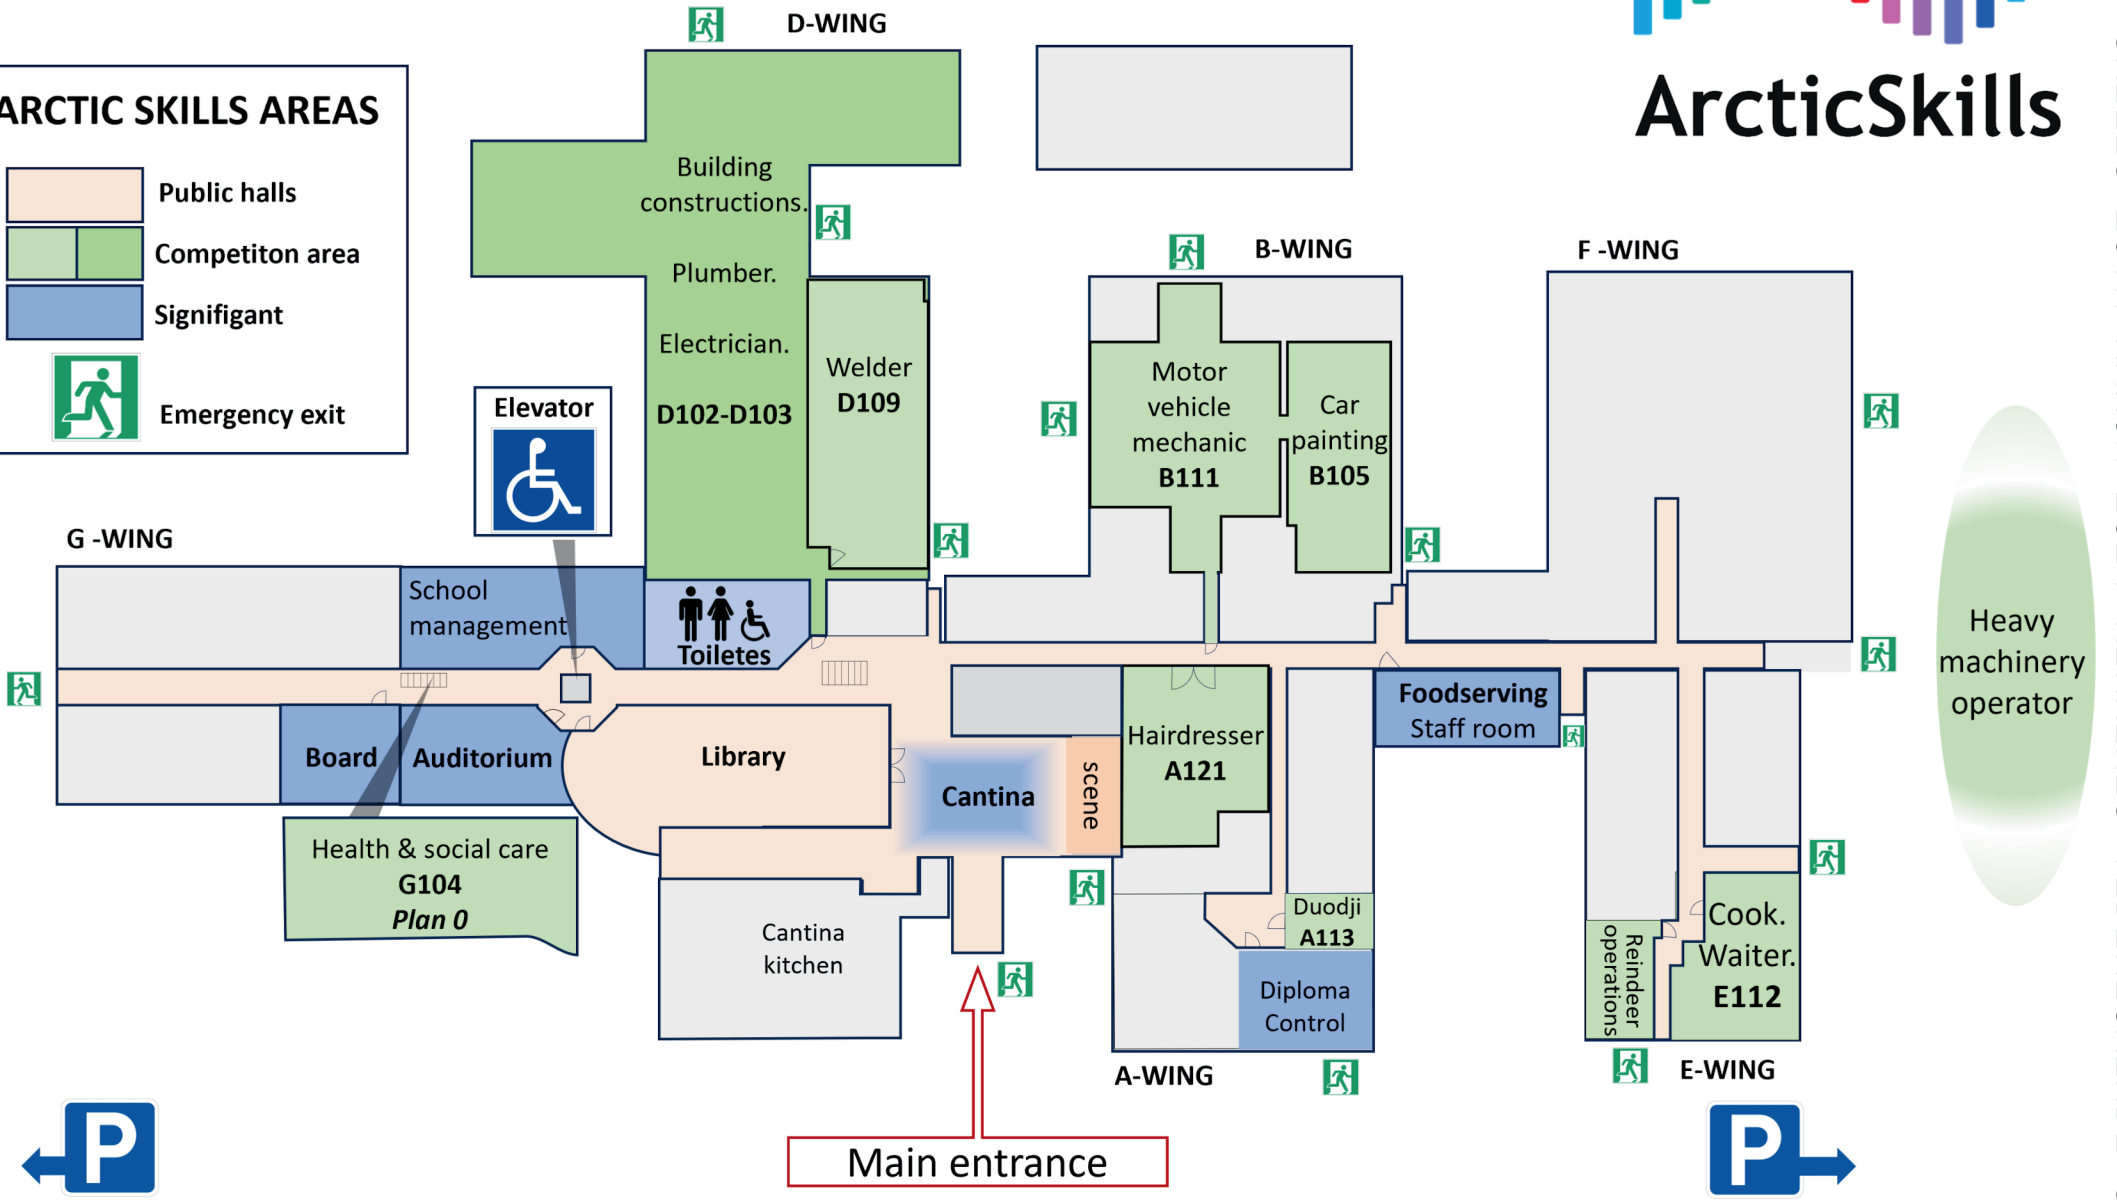 D-WING
ArcticSkills
ARCTIC SKILLS AREAS
Public halls
Competiton area
Signifigant
Emergency exit
Building
constructions.
Plumber.
Electrician.
D102-D103
Welder
D109
Elevator
B-WING
Motor
vehicle
mechanic
B111
Car
painting
B105
F -WING
Heavy
machinery
operator
G -WING
School
management
Toiletes
Board
Auditorium
Library
Cantina
scene
Hairdresser
A121
Foodserving
Staff room
Health & social care
G104
Plan 0
Cantina
kitchen
Duodji
A113
Diploma
Control
A-WING
Reindeer
operations
Cook.
Waiter.
E112
E-WING
P
Main entrance
P